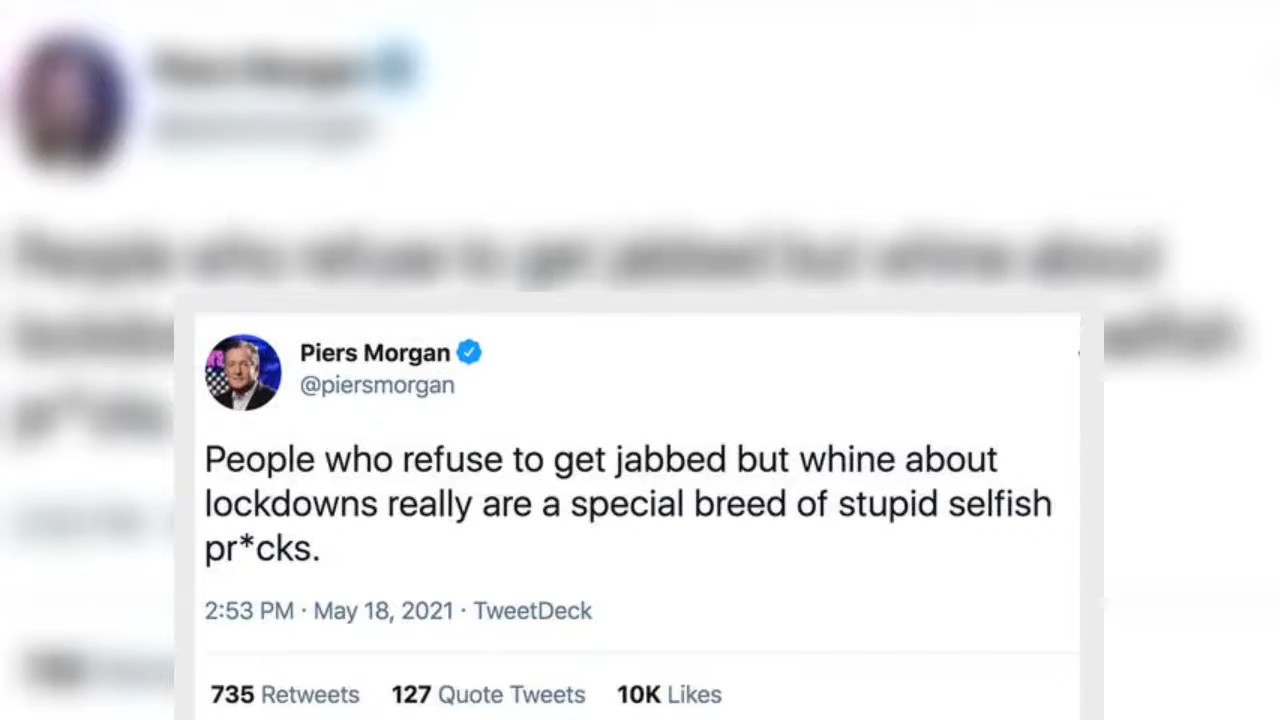 Piers Morgan
@piersmorgan
People who refuse to get jabbed but whine about
lockdowns really are a special breed of stupid selfish
pr*cks.
2:53 PM · May 18, 2021 · TweetDeck
735 Retweets 127 Quote Tweets 10K Likes